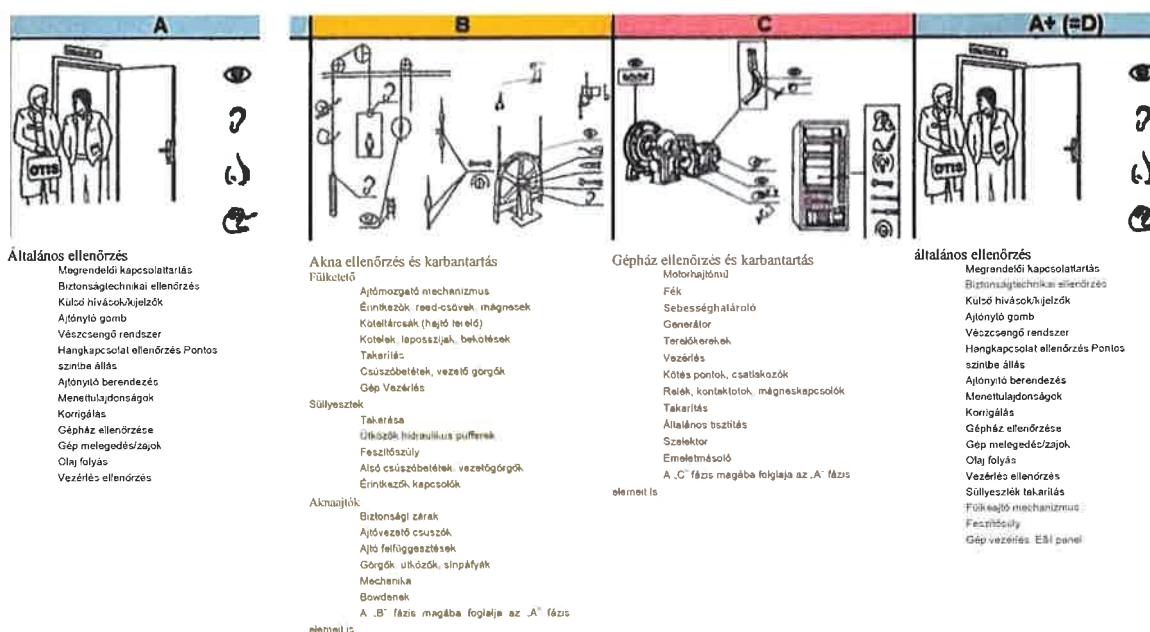 A
OTIS
Általános ellenőrzés
Megrendelői kapcsolattartás
Biztonságtechnikai ellenőrzés
Külső hívások/kijelzők
Ajtónyitó gomb
Vészcsengő rendszer
Hangkapcsolat ellenőrzés Pontos
szintbe állás
Ajtónyitó berendezés
Menettulajdonságok
Korrigálás
Gépház ellenőrzése
Gép melegedés/zajok
Olaj folyás
Vezérlés ellenőrzés
B
Akna ellenőrzés és karbantartás
Fülketető
Ajtómozgató mechanizmus
Érintkezők, reed-csövek, mágnesek
Kötéltárcsák (hajtó terelő)
Kötelek, laposszíjak, bekötések
Takarítás
Csúszóbetétek, vezető görgők
Gép Vezérlés
Süllyesztek
Takarása
Ütközők hidraulikus pufferek
Feszítőszúly
Alsó csúszóbetétek, vezetőgörgők
Érintkezők kapcsolók
Aknaajtók
Biztonsági zárak
Ajtóvezető csuszók
Ajtó felfüggesztések
Görgők, ütközők, sínpáfyák
Mechanika
Bowdenek
A „B" fázis magába foglalja az „A" fázis
elemeit is
C
Gépház ellenőrzés és karbantartás
Motorhajtómű
Fék
Sebességhalároló
Generátor
Terelőkerekek
Vezérlés
Kötés pontok, csatlakozók
Relék, kontaktotok, mágneskapcsolók
Takarítás
Általános tisztítás
Szelektor
Emeletmásoló
A „C" fázis magába foglalja az „A" fázis
elemeit is
A+ (=D)
OTIS
általános ellenőrzés
Megrendelői kapcsolattartás
Biztonságtechnikai ellenőrzés
Külső hívások/kijelzők
Ajtónyitó gomb
Vészcsengő rendszer
Hangkapcsolat ellenőrzés Pontos
szintbe állás
Ajtónyitó berendezés
Menettulajdonságok
Korrigálás
Gépház ellenőrzése
Gép melegedés/zajok
Olaj folyás
Vezérlés ellenőrzés
Süllyeszték takarítás
Fülkeajtó mechanizmus
Feszítősúly
Gép vezérlés E&I panel